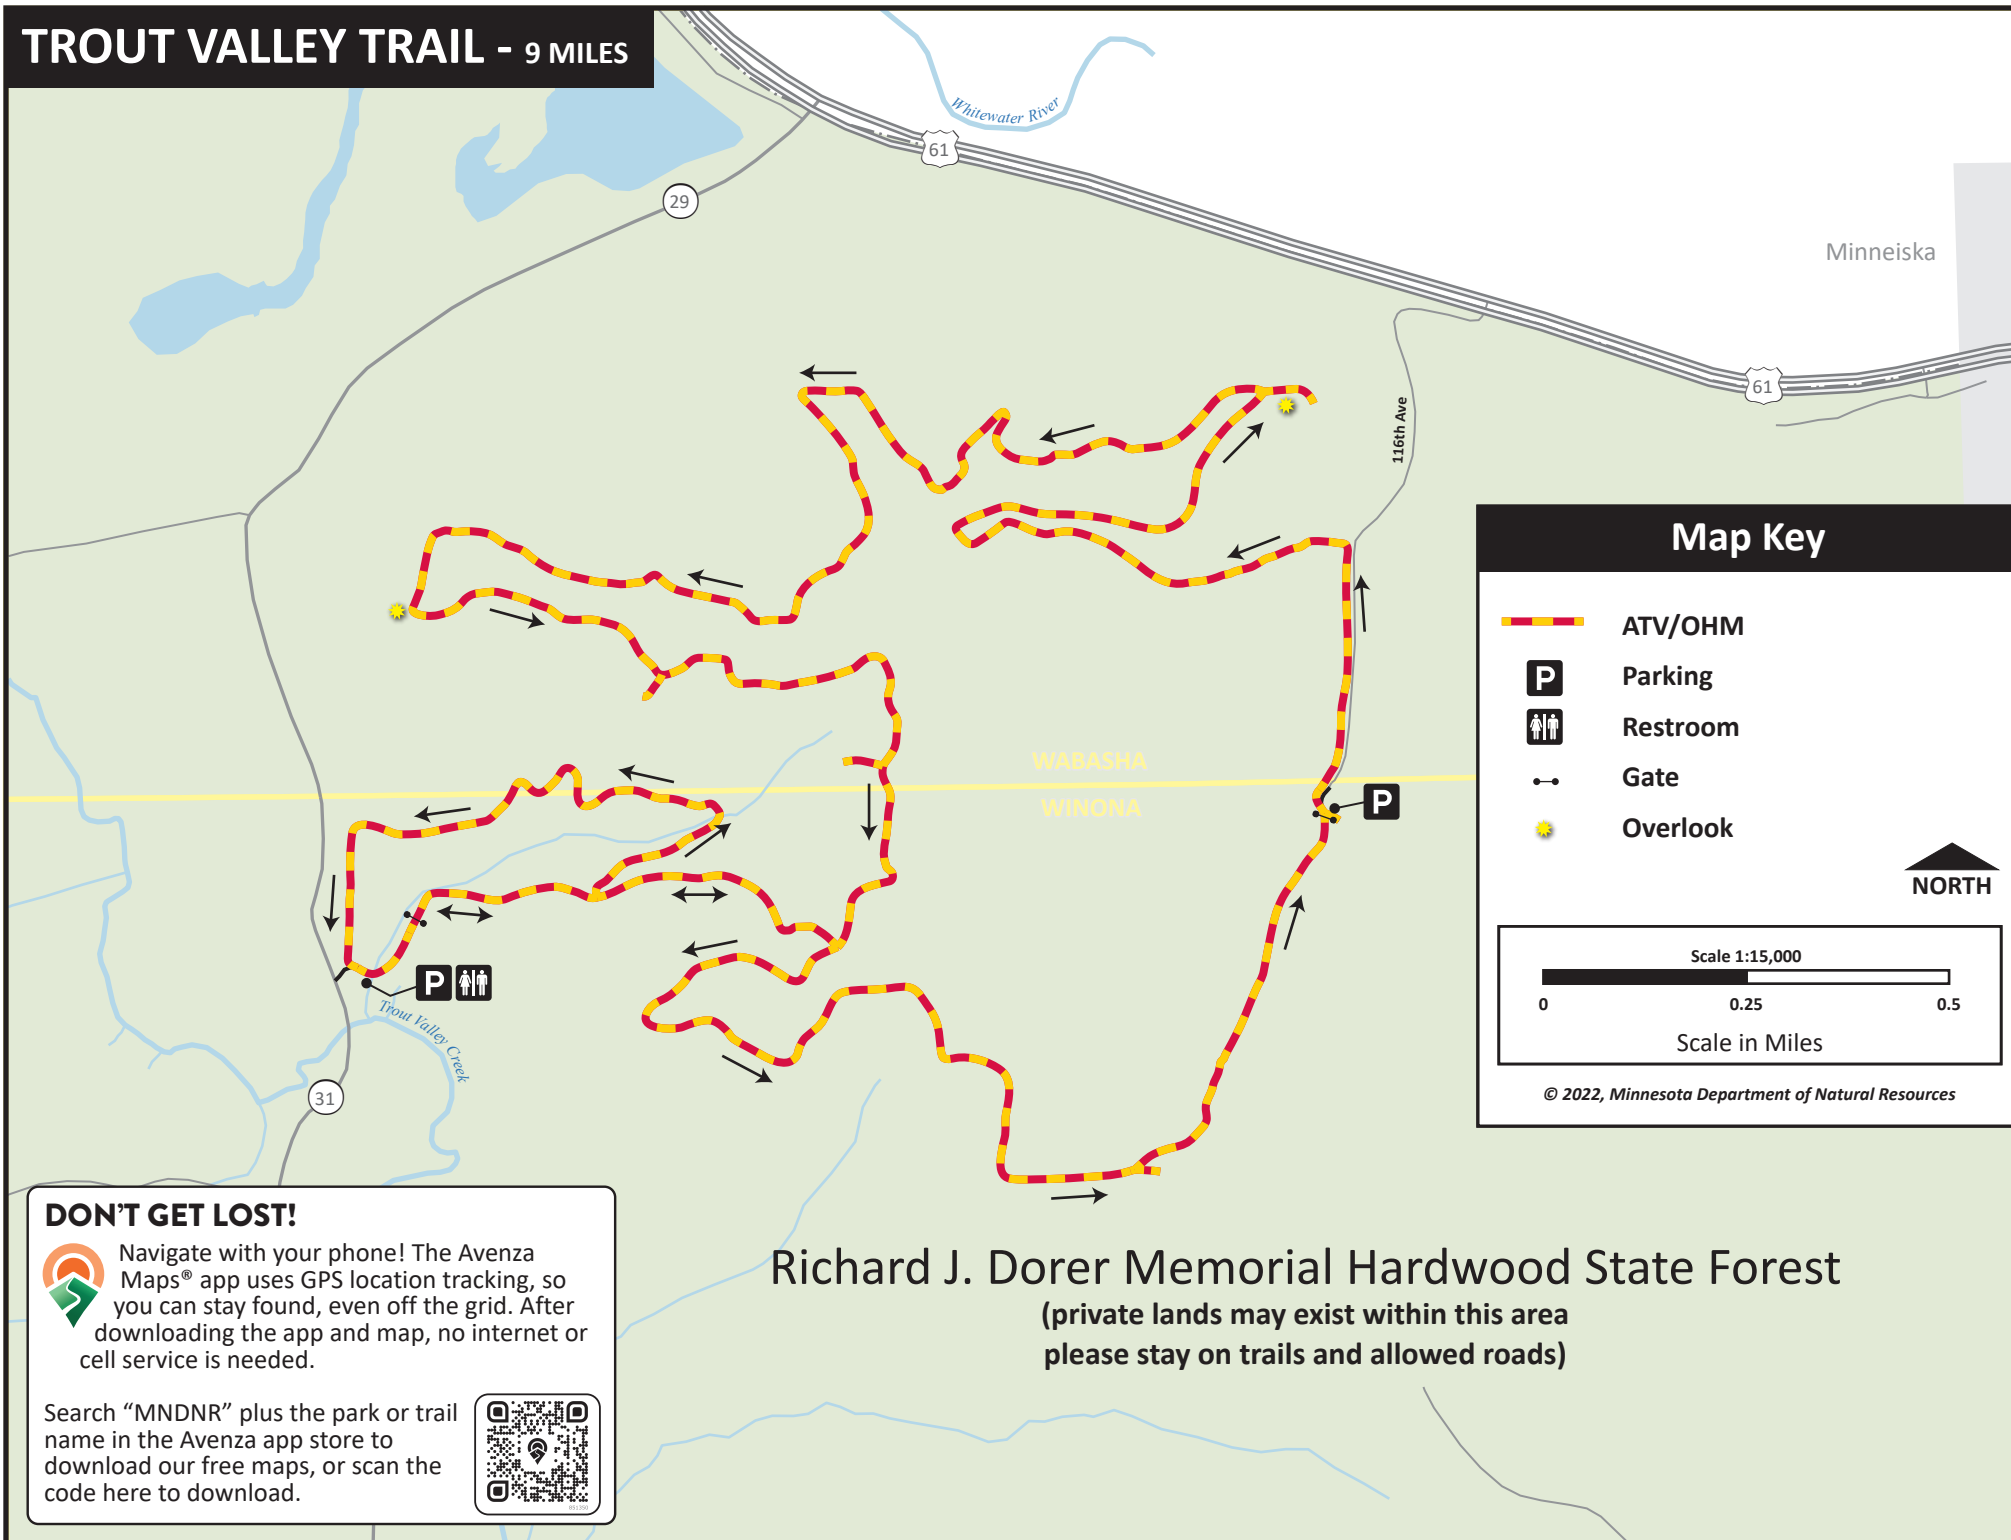 TROUT VALLEY TRAIL - 9 MILES
Whitewater River
61
29
Minneiska
61
116th Ave
Map Key
ATV/OHM
P Parking
Restroom
Gate
Overlook
NORTH
Scale 1:15,000
0 0.25 0.5
Scale in Miles
© 2022, Minnesota Department of Natural Resources
WABASHA
WINONA
P
P
Trout Valley Creek
31
DON'T GET LOST!
Navigate with your phone! The Avenza
Maps® app uses GPS location tracking, so
you can stay found, even off the grid. After
downloading the app and map, no internet or
cell service is needed.
Search “MNDNR” plus the park or trail
name in the Avenza app store to
download our free maps, or scan the
code here to download.
Richard J. Dorer Memorial Hardwood State Forest
(private lands may exist within this area
please stay on trails and allowed roads)